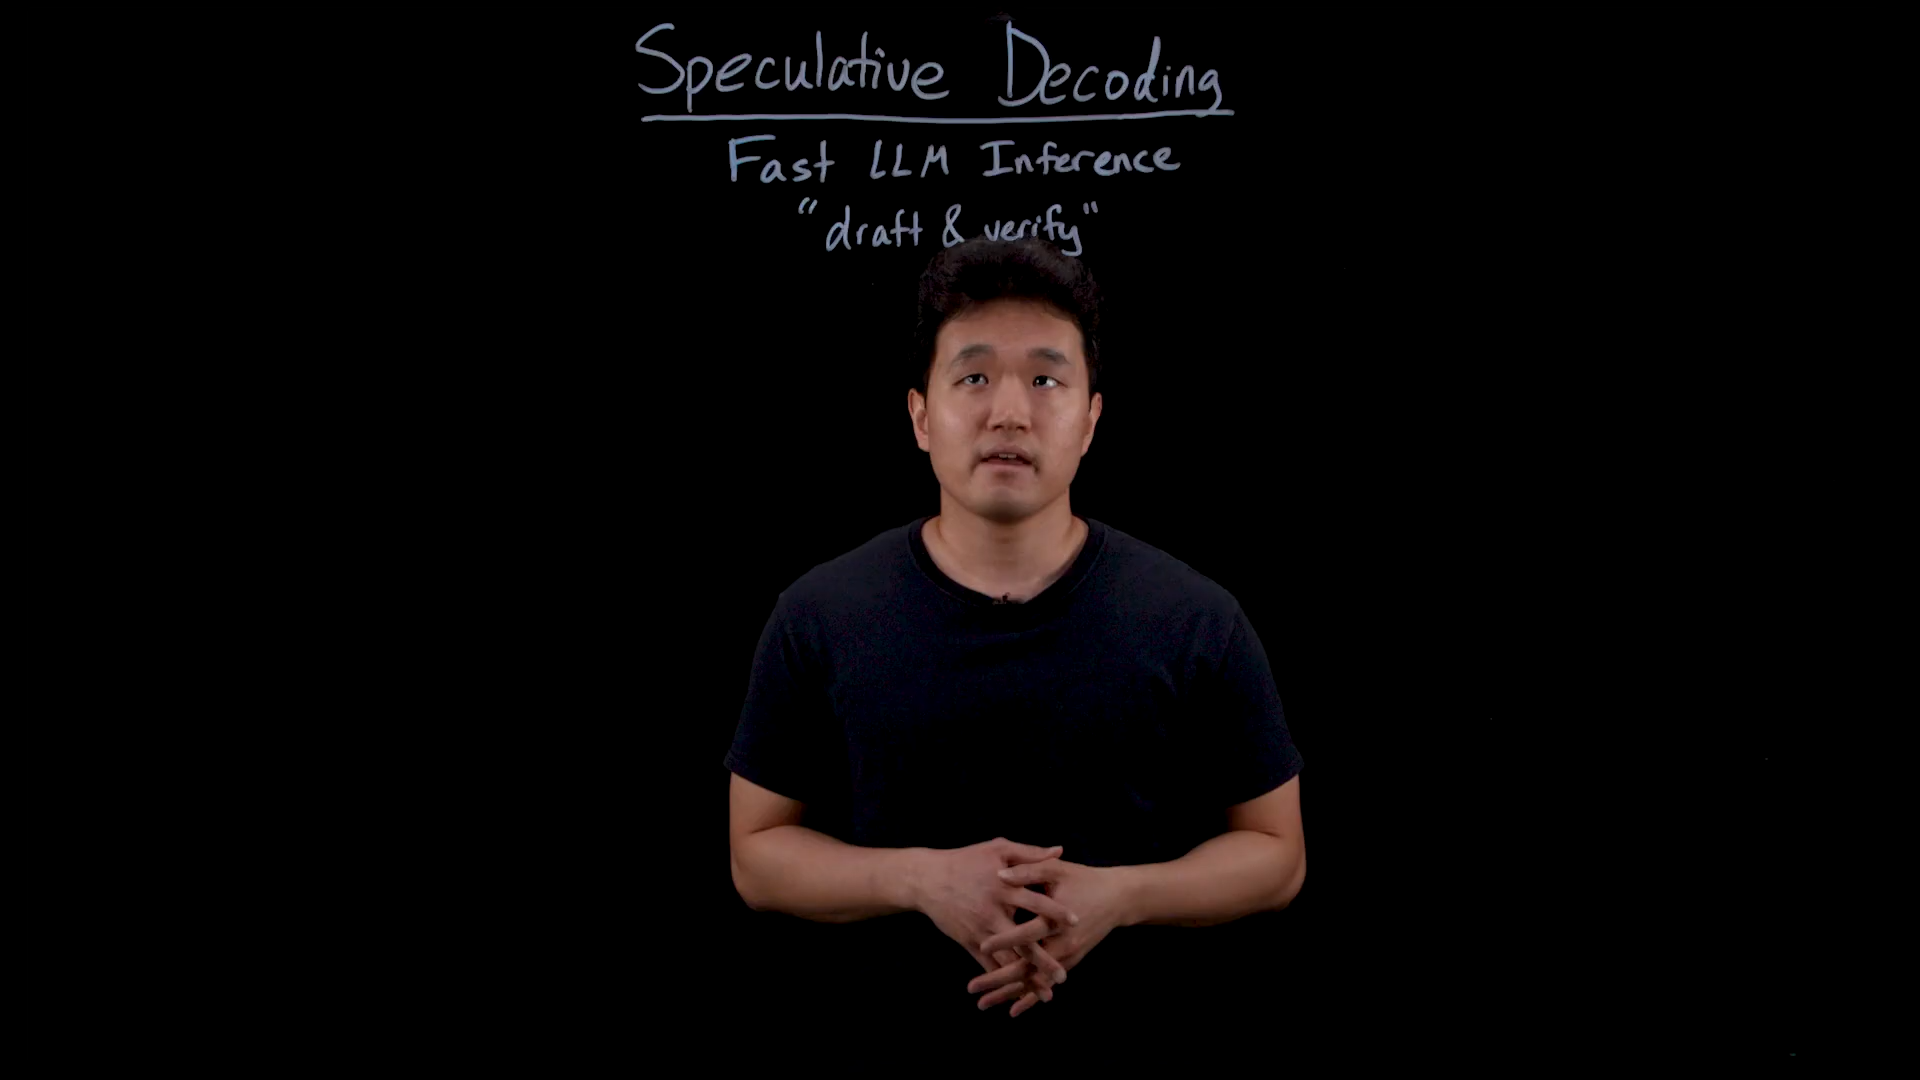 Speculative Decoding
Fast LLM Inference
"draft & verify"